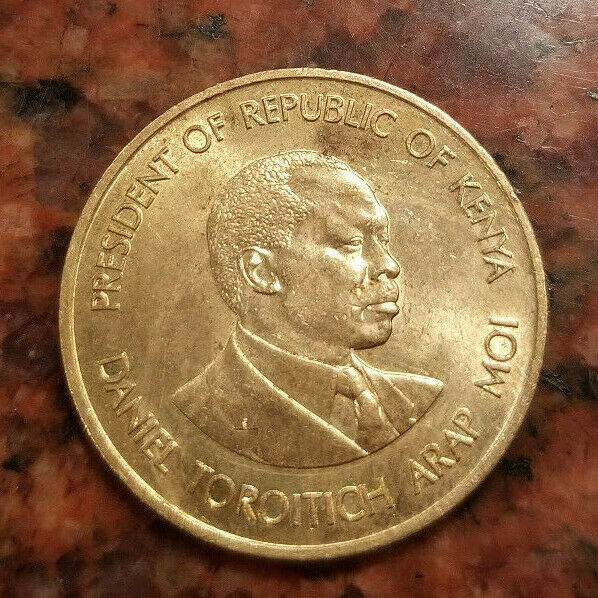 PRESIDENT OF REPUBLIC OF KENYA
DANIEL TOROITICH ARAP MOI